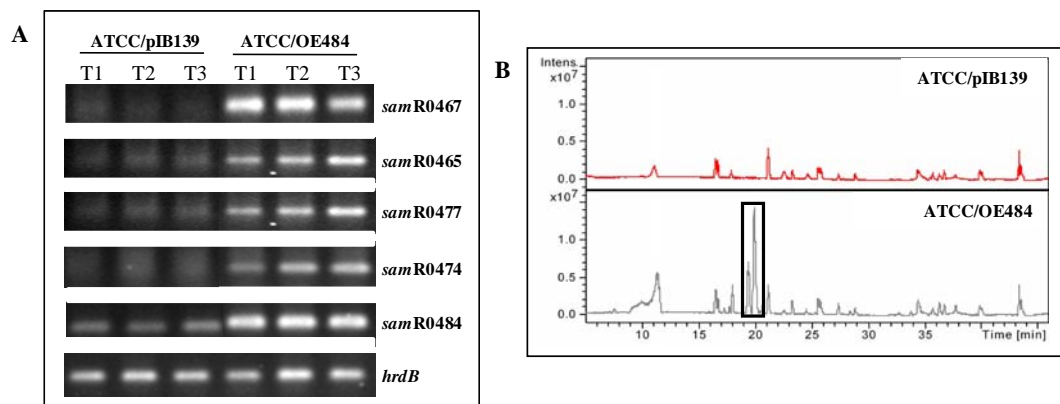 A
ATCC/pIB139 ATCC/OE484
T1 T2 T3 T1 T2 T3
samR0467
samR0465
samR0477
samR0474
samR0484
hrdB
B
Intens.
x10⁷
ATCC/pIB139
1.0
0.5
0.0
x10⁷
ATCC/OE484
1.0
0.5
0.0
10 15 20 25 30 35 Time [min]